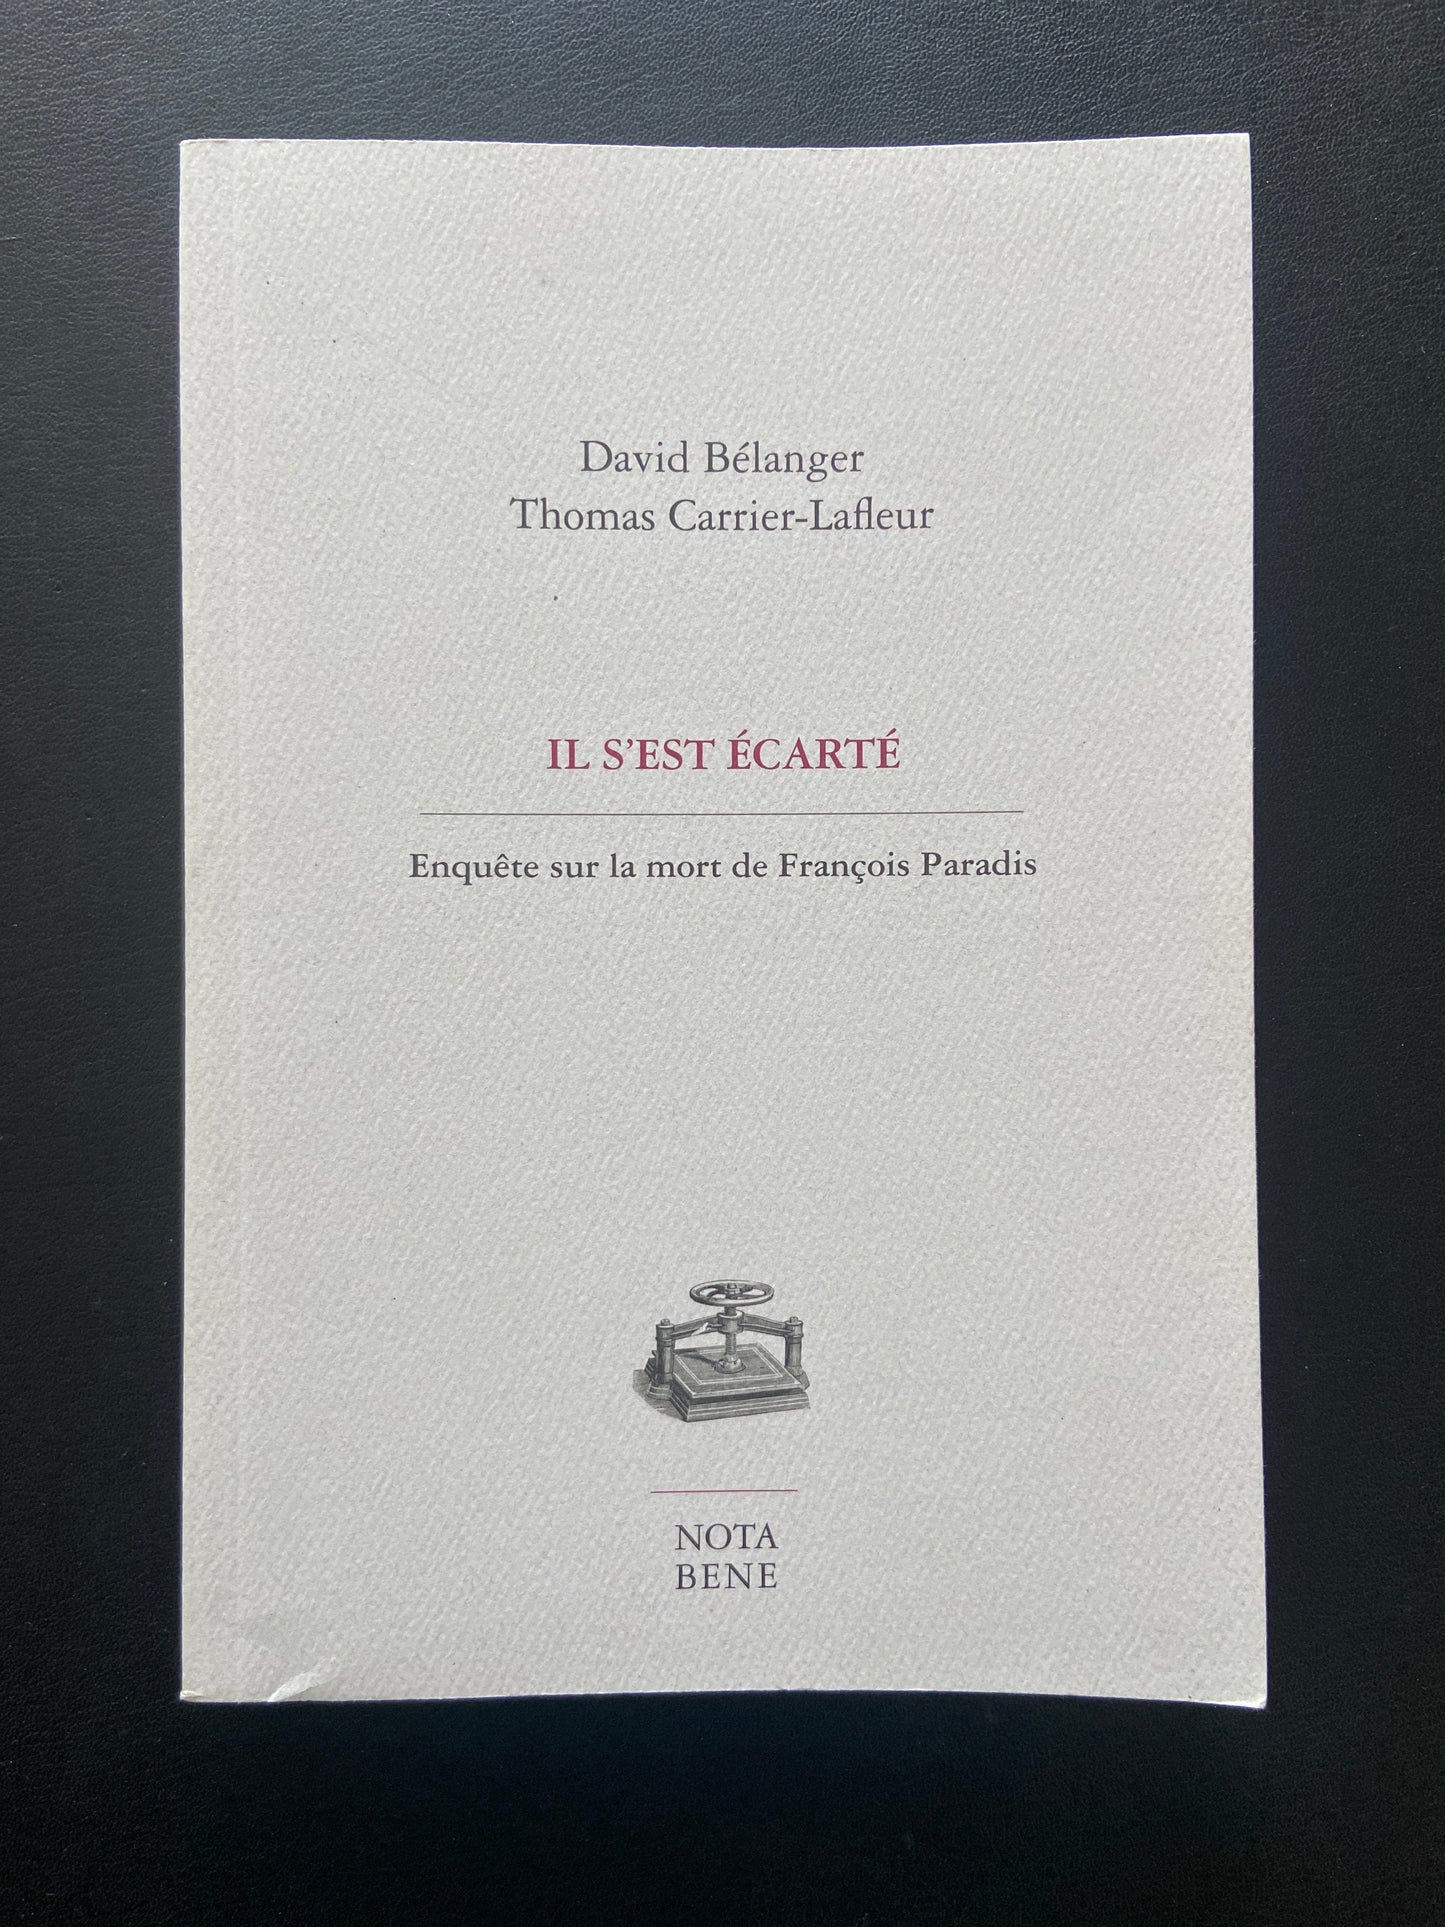 David Bélanger
Thomas Carrier-Lafleur
IL S’EST ÉCARTÉ
Enquête sur la mort de François Paradis
NOTA
BENE